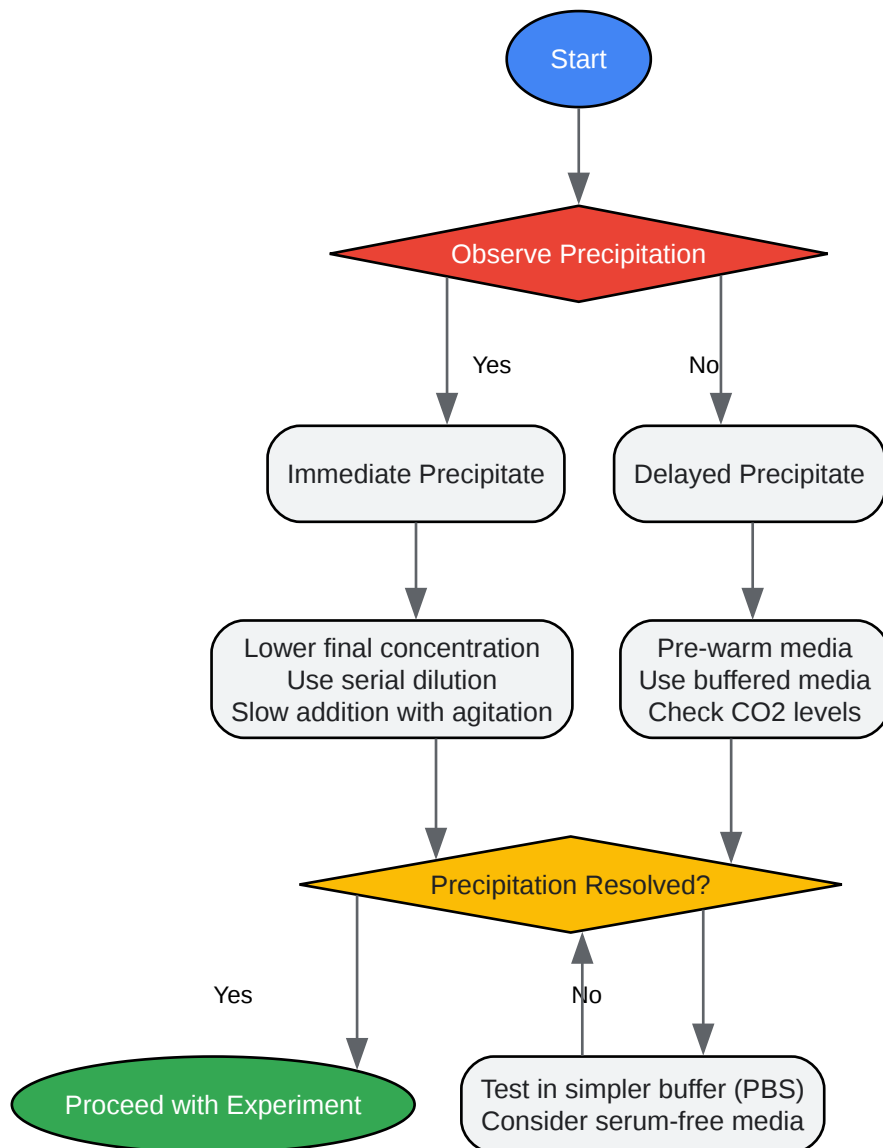 Start
Observe Precipitation
Yes
No
Immediate Precipitate
Delayed Precipitate
Lower final concentration
Use serial dilution
Slow addition with agitation
Pre-warm media
Use buffered media
Check CO2 levels
Precipitation Resolved?
Yes
No
Proceed with Experiment
Test in simpler buffer (PBS)
Consider serum-free media